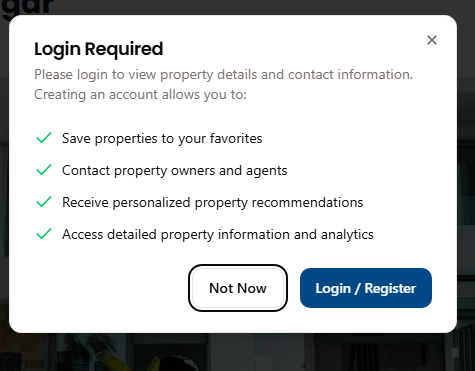 Login Required
Please login to view property details and contact information.
Creating an account allows you to:
Save properties to your favorites
Contact property owners and agents
Receive personalized property recommendations
Access detailed property information and analytics
Not Now
Login / Register